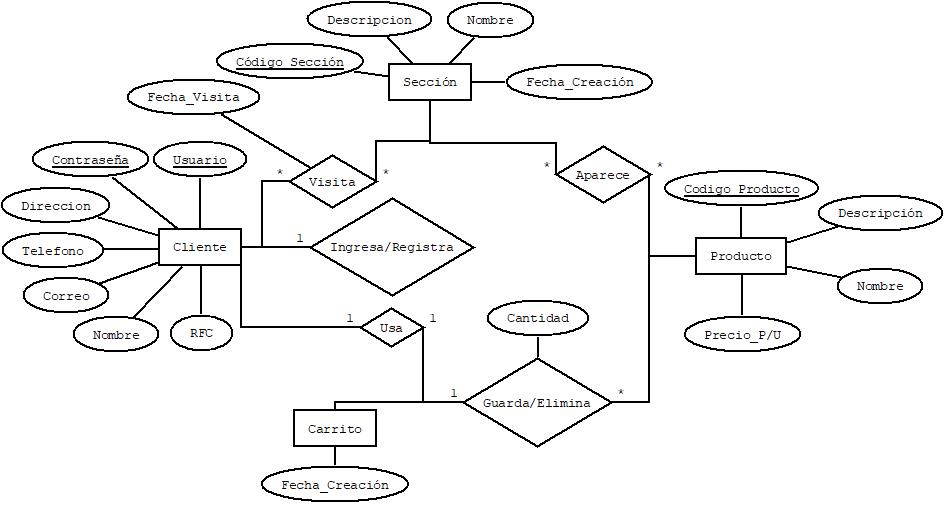 Descripcion
Nombre
Código Sección
Sección
Fecha_Creación
Fecha_Visita
Contraseña
Usuario
*
Visita
*
*
Aparece
*
Codigo Producto
Direccion
Descripción
Telefono
Cliente
1
Ingresa/Registra
Producto
Correo
Nombre
Nombre
RFC
1
Usa
1
Cantidad
Precio_P/U
1
Guarda/Elimina
*
Carrito
Fecha_Creación